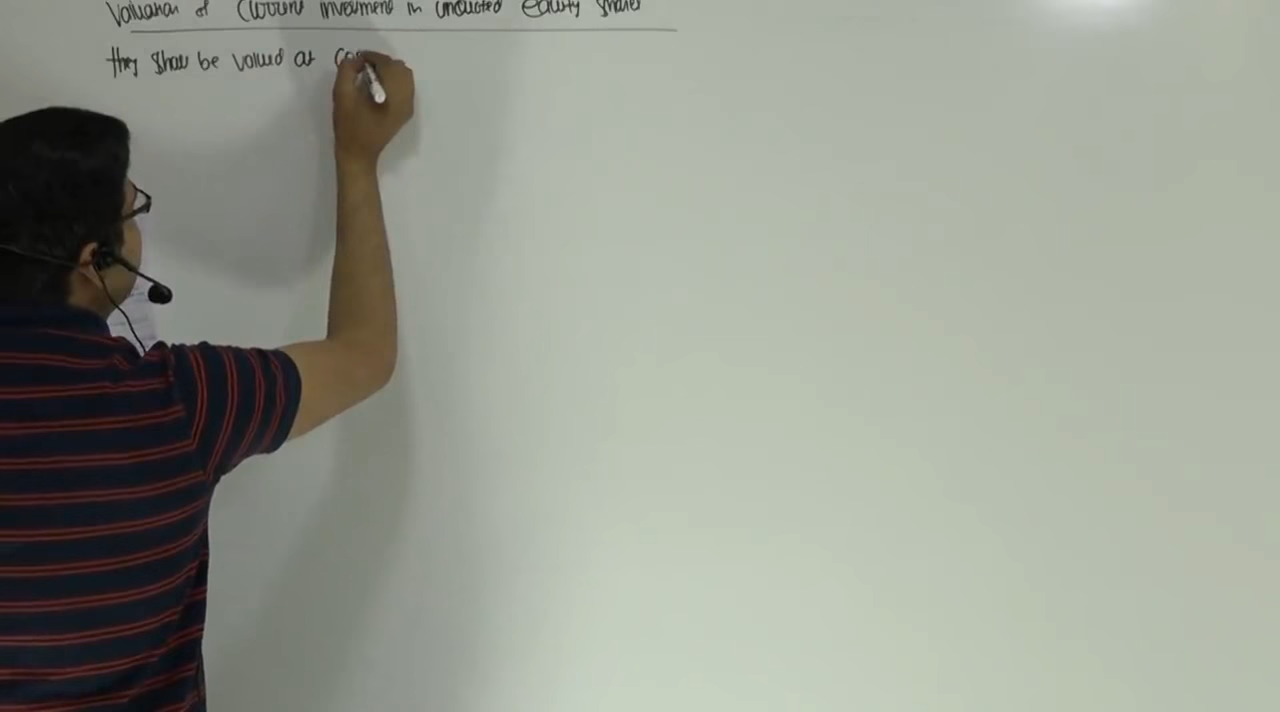 Valuation of Current investment in unquoted equity shares
they shall be valued at cos